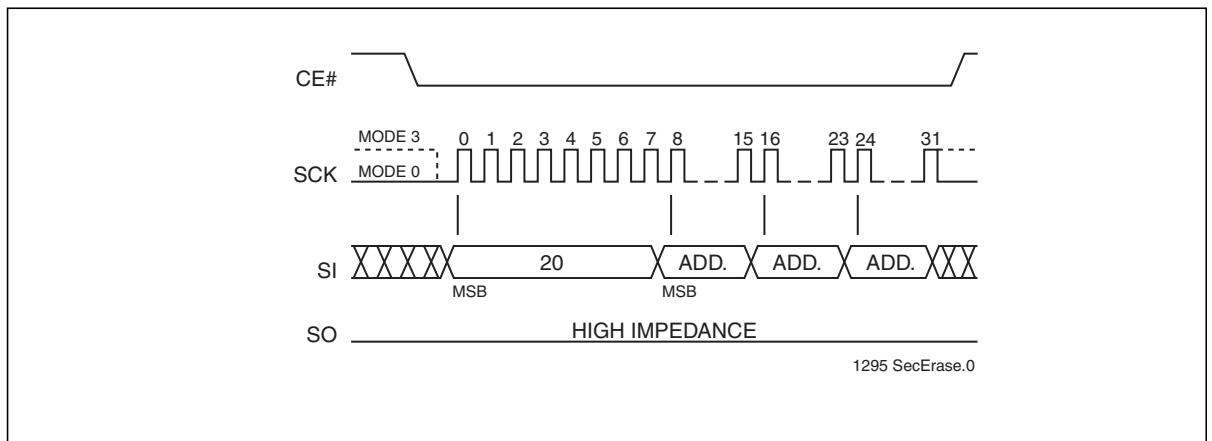 CE#
MODE 3
0 1 2 3 4 5 6 7 8 15 16 23 24 31
SCK
MODE 0
SI
20 ADD. ADD. ADD.
MSB MSB
SO
HIGH IMPEDANCE
1295 SecErase.0